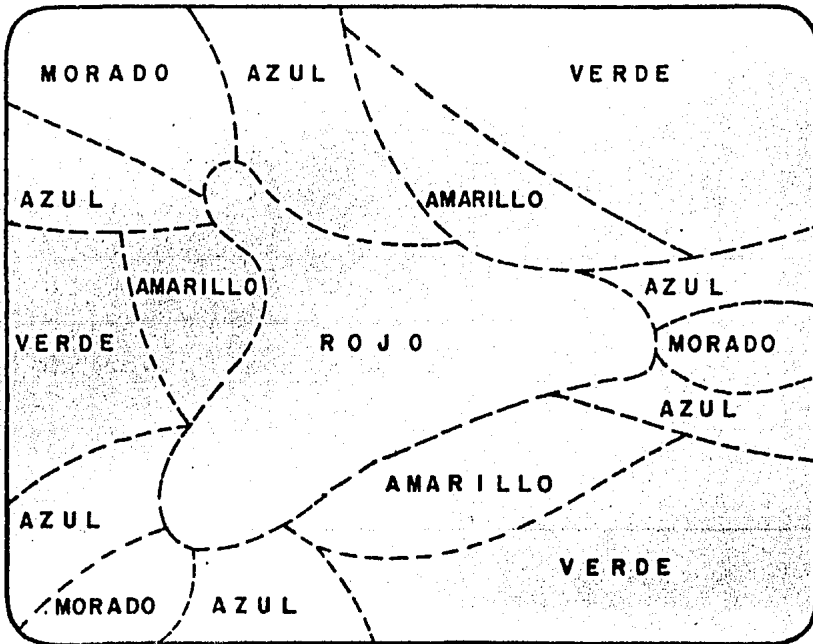 MORADO
AZUL
VERDE
AZUL
AMARILLO
AMARILLO
AZUL
VERDE
ROJO
MORADO
AZUL
AMARILLO
AZUL
VERDE
MORADO
AZUL